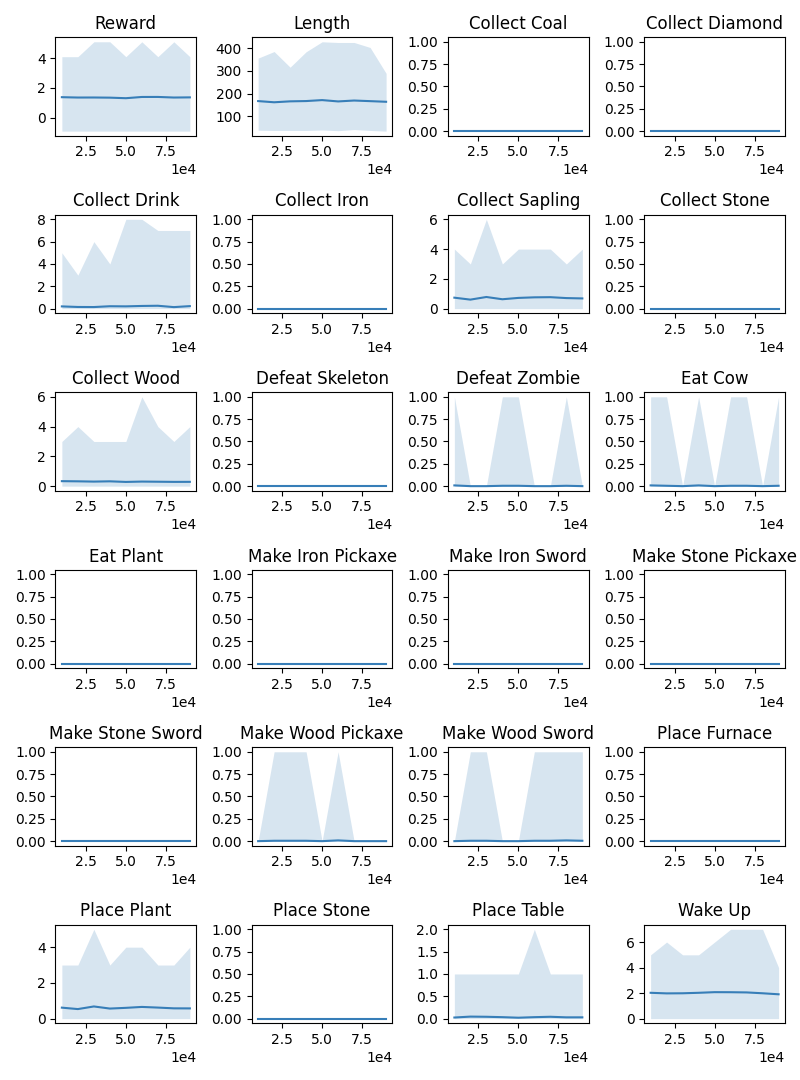 Reward Length Collect Coal Collect Diamond
4 400 1.00 1.00
300 0.75 0.75
2 200 0.50 0.50
0 100 0.25 0.25
0.00 0.00
2.5 5.0 7.5 2.5 5.0 7.5 2.5 5.0 7.5 2.5 5.0 7.5
1e4 1e4 1e4 1e4
Collect Drink Collect Iron Collect Sapling Collect Stone
8 1.00 6 1.00
6 0.75 4 0.75
4 0.50 2 0.50
2 0.25 0.25
0 0.00 0 0.00
2.5 5.0 7.5 2.5 5.0 7.5 2.5 5.0 7.5 2.5 5.0 7.5
1e4 1e4 1e4 1e4
Collect Wood Defeat Skeleton Defeat Zombie Eat Cow
6 1.00 1.00 1.00
4 0.75 0.75 0.75
2 0.50 0.50 0.50
0.25 0.25 0.25
0 0.00 0.00 0.00
2.5 5.0 7.5 2.5 5.0 7.5 2.5 5.0 7.5 2.5 5.0 7.5
1e4 1e4 1e4 1e4
Eat Plant Make Iron Pickaxe Make Iron Sword Make Stone Pickaxe
1.00 1.00 1.00 1.00
0.75 0.75 0.75 0.75
0.50 0.50 0.50 0.50
0.25 0.25 0.25 0.25
0.00 0.00 0.00 0.00
2.5 5.0 7.5 2.5 5.0 7.5 2.5 5.0 7.5 2.5 5.0 7.5
1e4 1e4 1e4 1e4
Make Stone Sword Make Wood Pickaxe Make Wood Sword Place Furnace
1.00 1.00 1.00 1.00
0.75 0.75 0.75 0.75
0.50 0.50 0.50 0.50
0.25 0.25 0.25 0.25
0.00 0.00 0.00 0.00
2.5 5.0 7.5 2.5 5.0 7.5 2.5 5.0 7.5 2.5 5.0 7.5
1e4 1e4 1e4 1e4
Place Plant Place Stone Place Table Wake Up
4 1.00 2.0 6
0.75 1.5 4
2 0.50 1.0 2
0.25 0.5
0 0.00 0.0 0
2.5 5.0 7.5 2.5 5.0 7.5 2.5 5.0 7.5 2.5 5.0 7.5
1e4 1e4 1e4 1e4